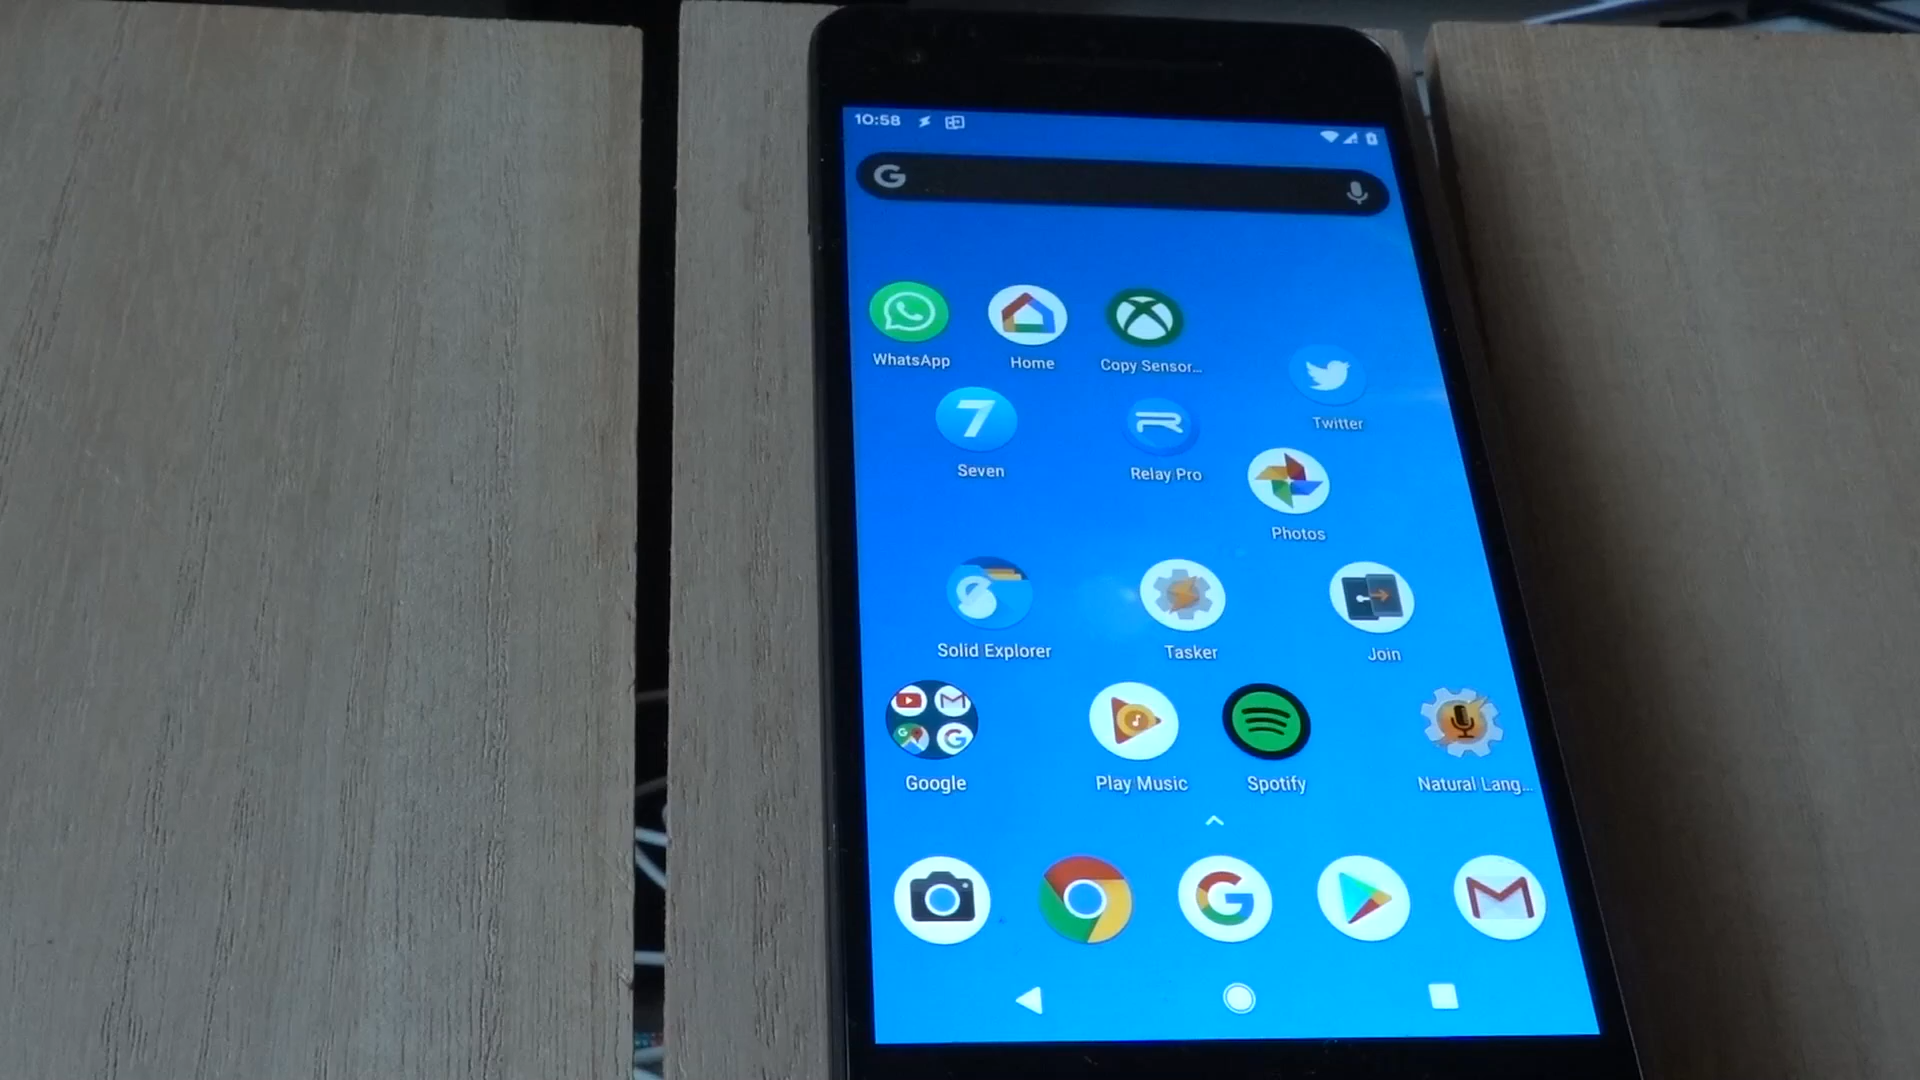 10:58
WhatsApp
Home
Copy Sensor...
Twitter
Seven
Relay Pro
Photos
Solid Explorer
Tasker
Join
Google
Play Music
Spotify
Natural Lang...